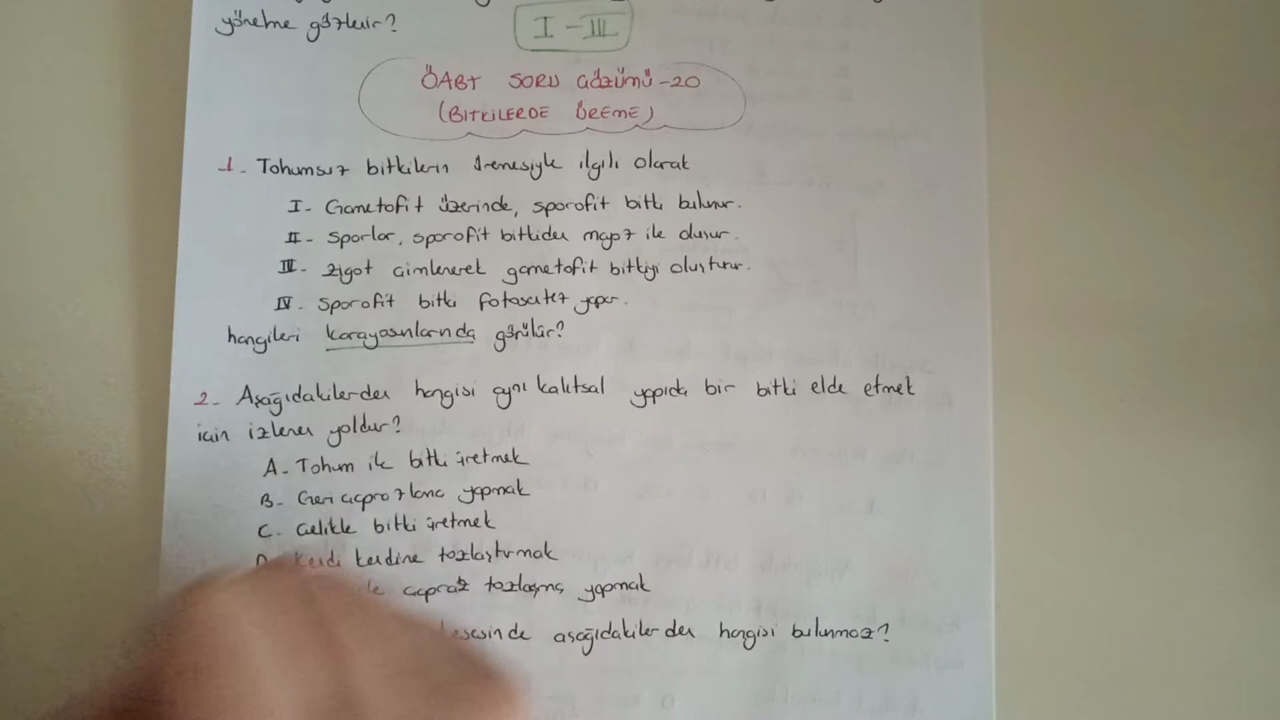 yönetme gözlenir?
I - III
ÖABT SORU ÇÖZÜMÜ-20
(BİTKİLERDE ÜREME)
1. Tohumsuz bitkilerin üremesiyle ilgili olarak
I- Gametofit üzerinde, sporofit bitki bulunur.
II- Sporlar, sporofit bitkiden mayoz ile oluşur.
III- Zigot çimlenerek gametofit bitkiyi oluşturur.
IV- Sporofit bitki fotosentez yapar.
hangileri karayosunlarında görülür?
2. Aşağıdakilerden hangisi aynı kalıtsal yapıda bir bitki elde etmek
için izlenen yoldur?
A- Tohum ile bitki üretmek
B- Geri çaprozlama yapmak
C- Çelikle bitki üretmek
D- Kendi kendine tozlaştırmak
çapraz tozlaşma yapmak
kesesinde aşağıdakilerden hangisi bulunmaz?